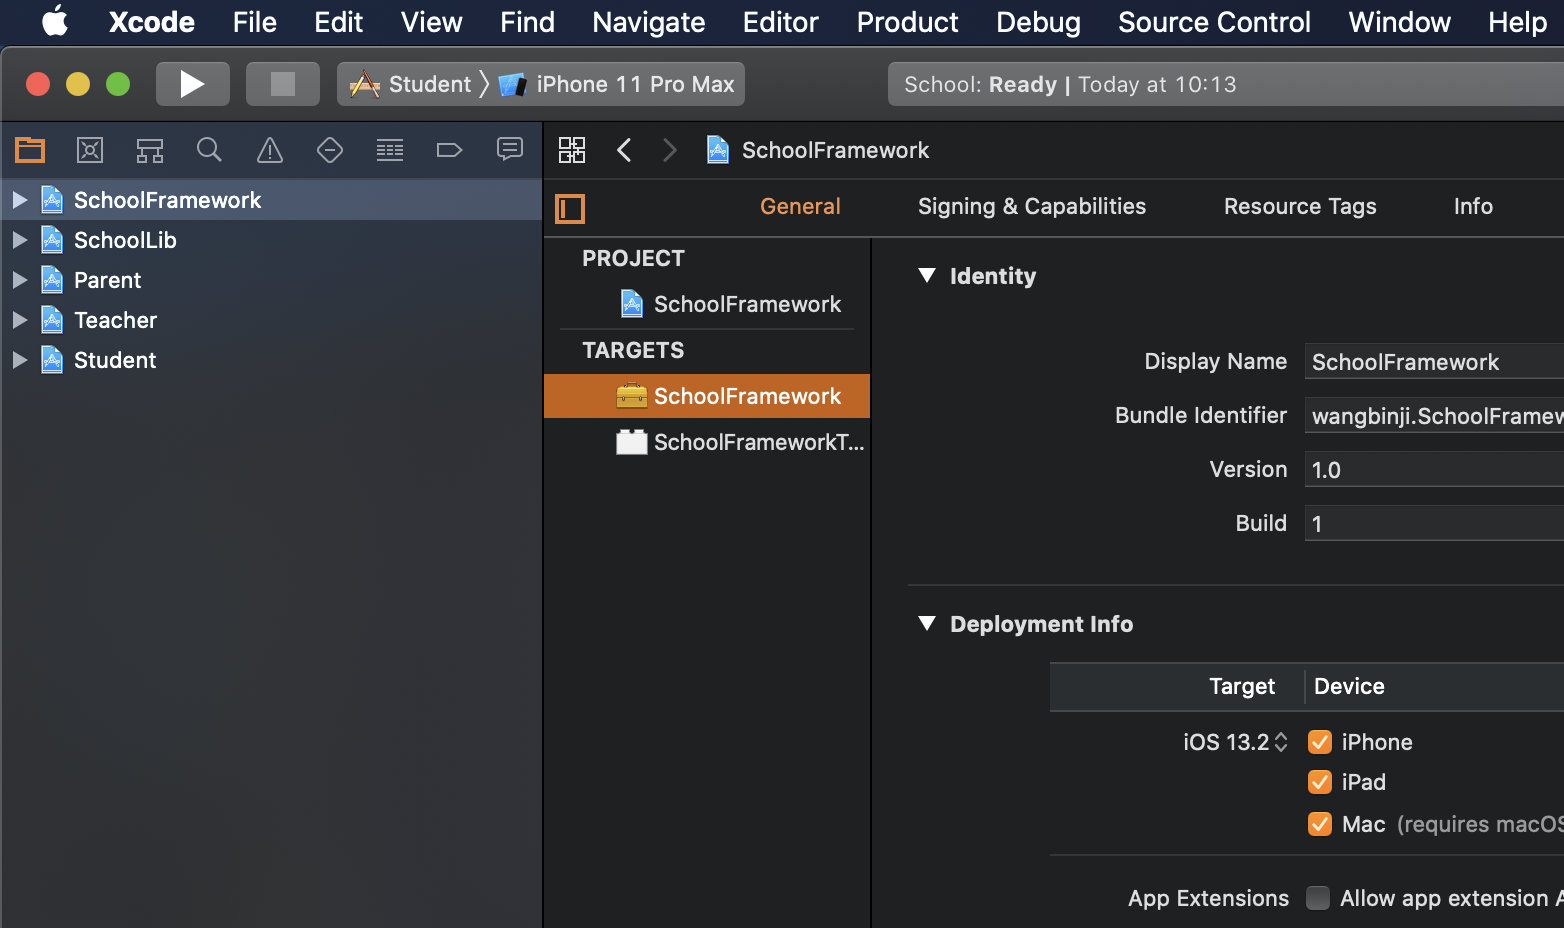 Xcode File Edit View Find Navigate Editor Product Debug Source Control Window Help
Student iPhone 11 Pro Max School: Ready | Today at 10:13
SchoolFramework
General Signing & Capabilities Resource Tags Info
SchoolFramework
SchoolLib
Parent
Teacher
Student
PROJECT
SchoolFramework
TARGETS
SchoolFramework
SchoolFrameworkT...
Identity
Display Name SchoolFramework
Bundle Identifier wangbinji.SchoolFramew
Version 1.0
Build 1
Deployment Info
Target Device
iOS 13.2 iPhone
iPad
Mac (requires macOS
App Extensions Allow app extension A